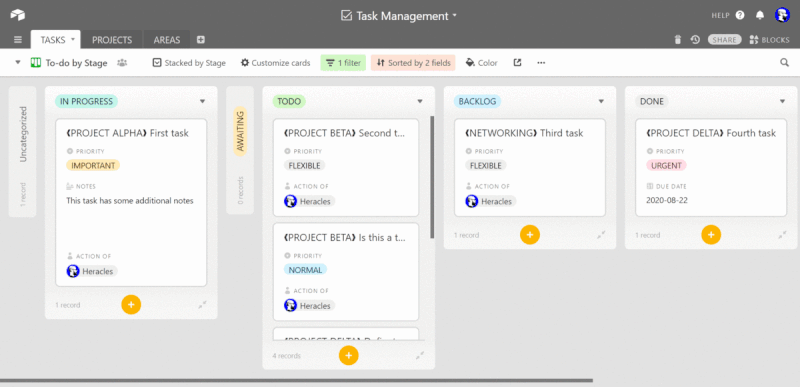 Task Management
HELP
TASKS
PROJECTS
AREAS
SHARE
BLOCKS
To-do by Stage
Stacked by Stage
Customize cards
1 filter
Sorted by 2 fields
Color
Uncategorized
1 record
IN PROGRESS
⟪PROJECT ALPHA⟫ First task
PRIORITY
IMPORTANT
NOTES
This task has some additional notes
ACTION OF
Heracles
1 record
AWAITING
0 records
TODO
⟪PROJECT BETA⟫ Second t...
PRIORITY
FLEXIBLE
ACTION OF
Heracles
⟪PROJECT BETA⟫ Is this a t...
PRIORITY
NORMAL
ACTION OF
Heracles
4 records
BACKLOG
⟪NETWORKING⟫ Third task
PRIORITY
FLEXIBLE
ACTION OF
Heracles
1 record
DONE
⟪PROJECT DELTA⟫ Fourth task
PRIORITY
URGENT
DUE DATE
2020-08-22
1 record